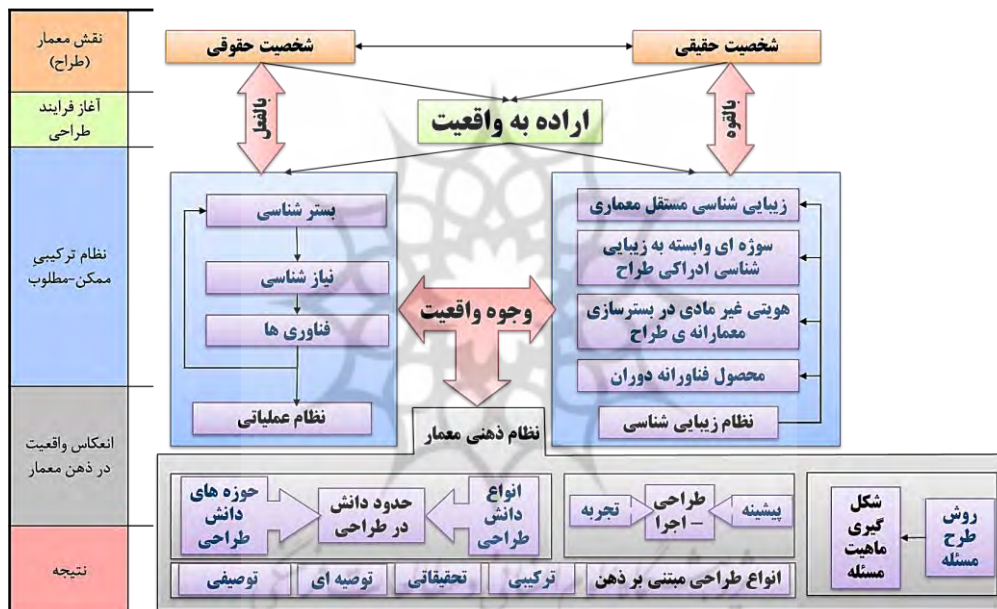 نقش معمار
(طراح)
آغاز فرایند
طراحی
نظام ترکیبیِ
ممکن-مطلوب
انعکاس واقعیت
در ذهن معمار
نتیجه
شخصیت حقیقی
شخصیت حقوقی
بالقوه
بالفعل
اراده به واقعیت
زیبایی شناسی مستقل معماری
سوژه ای وابسته به زیبایی
شناسی ادراکی طراح
هویتی غیر مادی در بسترسازی
معمارانه ی طراح
محصول فناورانه دوران
نظام زیبایی شناسی
وجوه واقعیت
بستر شناسی
نیاز شناسی
فناوری ها
نظام عملیاتی
نظام ذهنی معمار
روش
طرح
مسئله
شکل
گیری
ماهیت
مسئله
پیشینه
طراحی
– اجرا
تجربه
انواع
دانش
طراحی
حدود دانش
در طراحی
حوزه های
دانش
طراحی
انواع طراحی مبتنی بر ذهن
ترکیبی
تحقیقاتی
توصیه ای
توصیفی